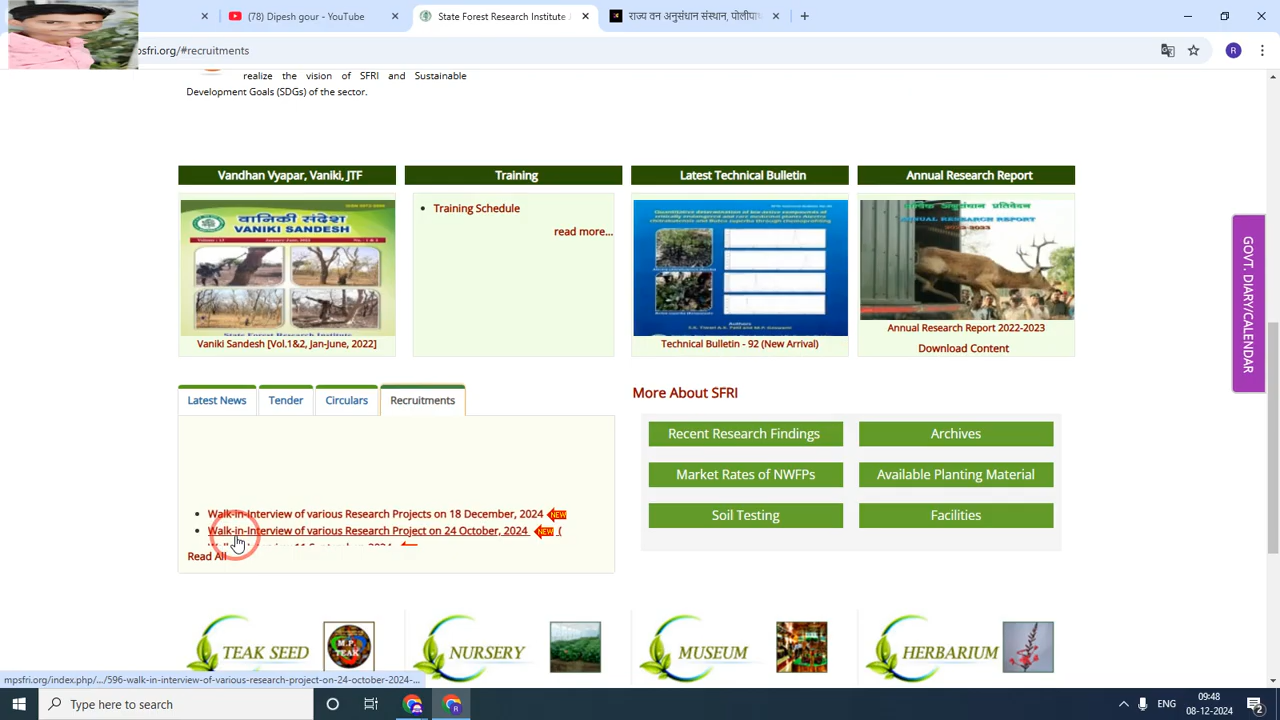 (78) Dipesh gour - YouTube
State Forest Research Institute
राज्य वन अनुसंधान संस्थान, पोलीपा
psfri.org/#recruitments
R
realize the vision of SFRI and Sustainable
Development Goals (SDGs) of the sector.
Vandhan Vyapar, Vaniki, JTF
Training
Latest Technical Bulletin
Annual Research Report
वानिकी संदेश
VANIKI SANDESH
Vaniki Sandesh [Vol.1&2, Jan-June, 2022]
Training Schedule
read more...
Technical Bulletin - 92 (New Arrival)
ANNUAL RESEARCH REPORT
Annual Research Report 2022-2023
Download Content
GOVT. DIARY/CALENDAR
Latest News
Tender
Circulars
Recruitments
Walk-in-Interview of various Research Projects on 18 December, 2024 NEW
Walk-in-Interview of various Research Project on 24 October, 2024 NEW (
Read All
More About SFRI
Recent Research Findings
Archives
Market Rates of NWFPs
Available Planting Material
Soil Testing
Facilities
TEAK SEED
M.P. TEAK
NURSERY
MUSEUM
HERBARIUM
mpsfri.org/index.php/.../596-walk-in-interview-of-various-research-project-on-24-october-2024-...
Type here to search
ENG
09:48
08-12-2024
2